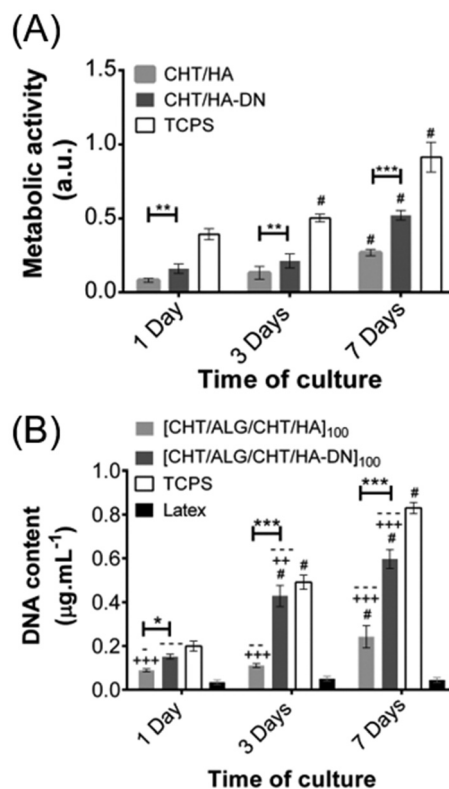 (A)
CHT/HA
CHT/HA-DN
TCPS
Metabolic activity
(a.u.)
1.5
1.0
0.5
0.0
**
**
#
***
#
#
#
1 Day
3 Days
7 Days
Time of culture
(B)
[CHT/ALG/CHT/HA]100
[CHT/ALG/CHT/HA-DN]100
TCPS
Latex
DNA content
(µg.mL-1)
1.0
0.8
0.6
0.4
0.2
0.0
*
-
+++
---
***
--
+++
---
++
#
#
***
---
+++
#
---
+++
#
#
1 Day
3 Days
7 Days
Time of culture